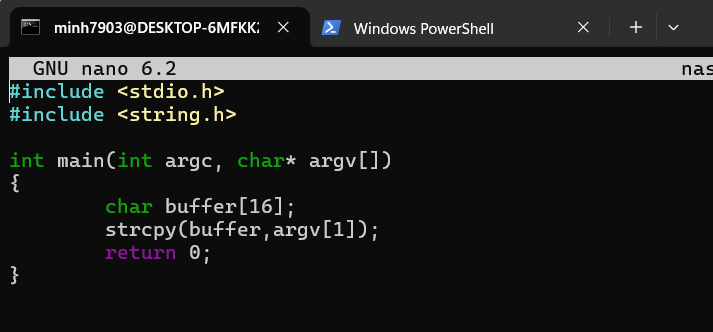 minh7903@DESKTOP-6MFKK2 Windows PowerShell
GNU nano 6.2 nas
#include <stdio.h>
#include <string.h>
int main(int argc, char* argv[])
{
char buffer[16];
strcpy(buffer,argv[1]);
return 0;
}